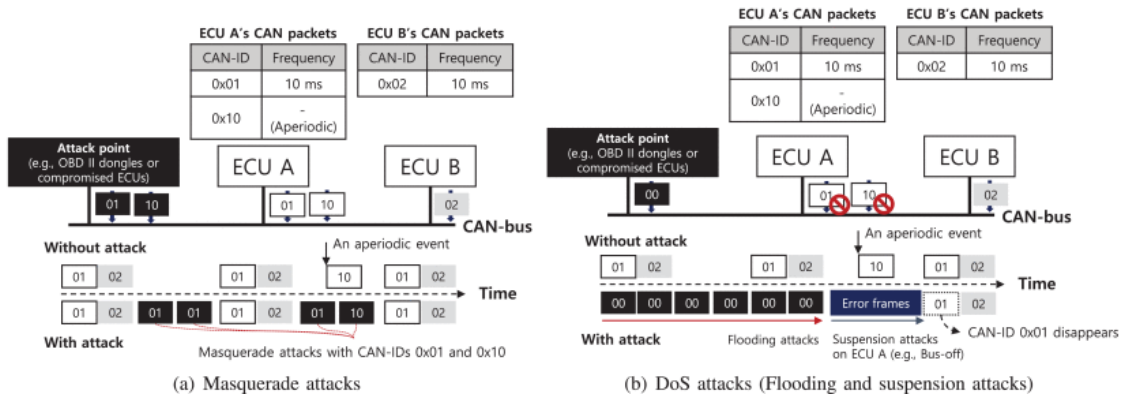 ECU A's CAN packets
CAN-ID Frequency
0x01 10 ms
0x10 -
(Aperiodic)
ECU B's CAN packets
CAN-ID Frequency
0x02 10 ms
Attack point
(e.g., OBD II dongles or
compromised ECUs)
ECU A
ECU B
01 10
01 10
02
CAN-bus
Without attack
An aperiodic event
01 02 01 02 10 01 02
Time
01 02 01 01 01 02 01 10 01 02
With attack
Masquerade attacks with CAN-IDs 0x01 and 0x10
(a) Masquerade attacks
ECU A's CAN packets
CAN-ID Frequency
0x01 10 ms
0x10 -
(Aperiodic)
ECU B's CAN packets
CAN-ID Frequency
0x02 10 ms
Attack point
(e.g., OBD II dongles or
compromised ECUs)
ECU A
ECU B
00
01 10
02
CAN-bus
Without attack
An aperiodic event
01 02 01 02 10 01 02
Time
00 00 00 00 00 00 Error frames 01 02
With attack
Flooding attacks
Suspension attacks
on ECU A (e.g., Bus-off)
CAN-ID 0x01 disappears
(b) DoS attacks (Flooding and suspension attacks)